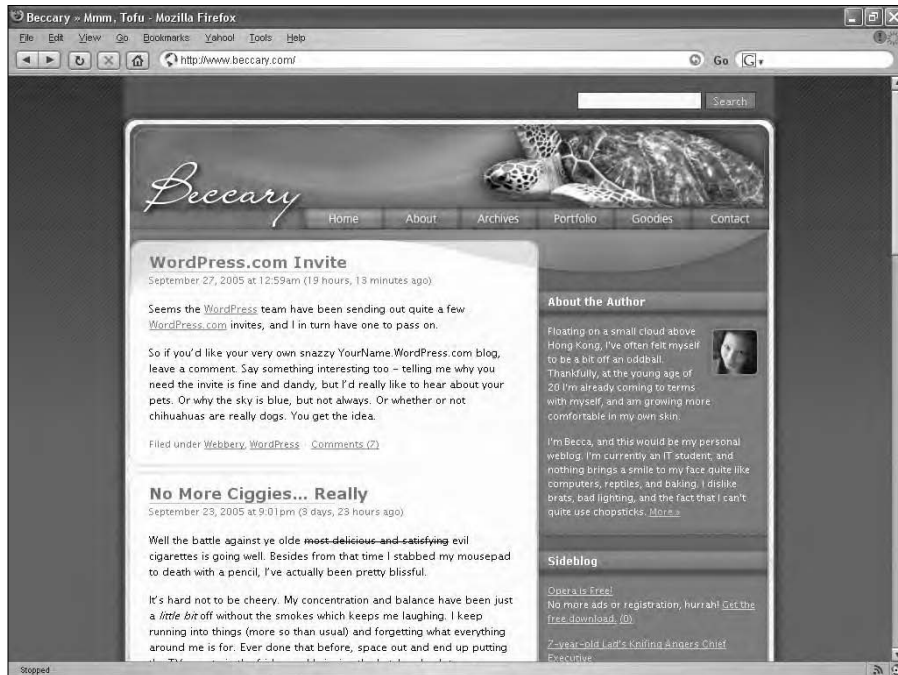 Beccary » Mmm, Tofu - Mozilla Firefox
File Edit View Go Bookmarks Yahoo! Tools Help
http://www.beccary.com/
Go
G
Search
Beccary
Home About Archives Portfolio Goodies Contact
WordPress.com Invite
September 27, 2005 at 12:59am (19 hours, 13 minutes ago)
Seems the WordPress team have been sending out quite a few
WordPress.com invites, and I in turn have one to pass on.
So if you'd like your very own snazzy YourName.WordPress.com blog,
leave a comment. Say something interesting too – telling me why you
need the invite is fine and dandy, but I'd really like to hear about your
pets. Or why the sky is blue, but not always. Or whether or not
chihuahuas are really dogs. You get the idea.
Filed under Webbery, WordPress · Comments (7)
No More Ciggies... Really
September 23, 2005 at 9:01pm (3 days, 23 hours ago)
Well the battle against ye olde most delicious and satisfying evil
cigarettes is going well. Besides from that time I stabbed my mousepad
to death with a pencil, I've actually been pretty blissful.
It's hard not to be cheery. My concentration and balance have been just
a little bit off without the smokes which keeps me laughing. I keep
running into things (more so than usual) and forgetting what everything
around me is for. Ever done that before, space out and end up putting
About the Author
Floating on a small cloud above
Hong Kong, I've often felt myself
to be a bit off an oddball.
Thankfully, at the young age of
20 I'm already coming to terms
with myself, and am growing more
comfortable in my own skin.
I'm Becca, and this would be my personal
weblog. I'm currently an IT student, and
nothing brings a smile to my face quite like
computers, reptiles, and baking. I dislike
brats, bad lighting, and the fact that I can't
quite use chopsticks. More »
Sideblog
Opera is Free!
No more ads or registration, hurrah! Get the
free download. (0)
7-year-old Lad's Knifing Angers Chief
Executive
Stopped